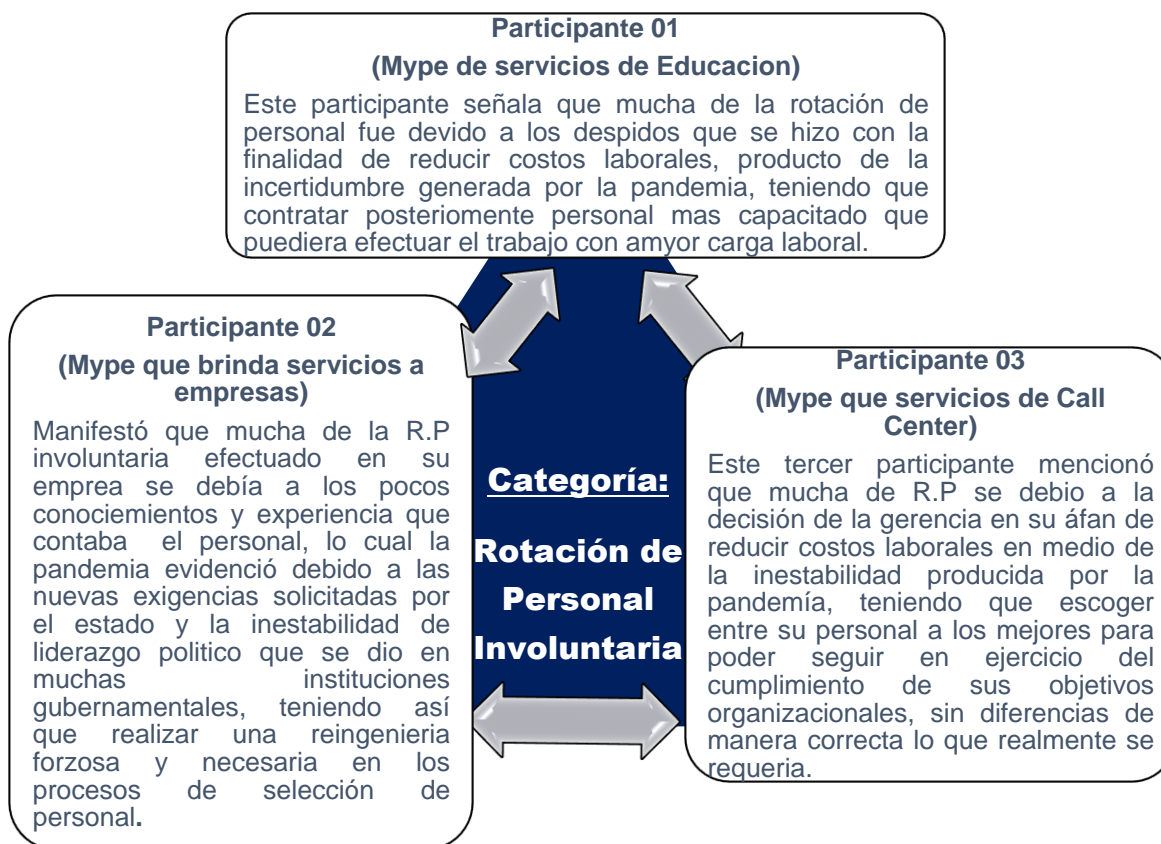 Participante 01
(Mype de servicios de Educacion)
Este participante señala que mucha de la rotación de
personal fue devido a los despidos que se hizo con la
finalidad de reducir costos laborales, producto de la
incertidumbre generada por la pandemia, teniendo que
contratar posteriomente personal mas capacitado que
puediera efectuar el trabajo con amyor carga laboral.
Participante 02
(Mype que brinda servicios a
empresas)
Manifestó que mucha de la R.P
involuntaria efectuado en su
emprea se debía a los pocos
conociemientos y experiencia que
contaba el personal, lo cual la
pandemia evidenció debido a las
nuevas exigencias solicitadas por
el estado y la inestabilidad de
liderazgo politico que se dio en
muchas instituciones
gubernamentales, teniendo así
que realizar una reingenieria
forzosa y necesaria en los
procesos de selección de
personal.
Categoría:
Rotación de
Personal
Involuntaria
Participante 03
(Mype que servicios de Call
Center)
Este tercer participante mencionó
que mucha de R.P se debio a la
decisión de la gerencia en su áfan de
reducir costos laborales en medio de
la inestabilidad producida por la
pandemía, teniendo que escoger
entre su personal a los mejores para
poder seguir en ejercicio del
cumplimiento de sus objetivos
organizacionales, sin diferencias de
manera correcta lo que realmente se
requeria.